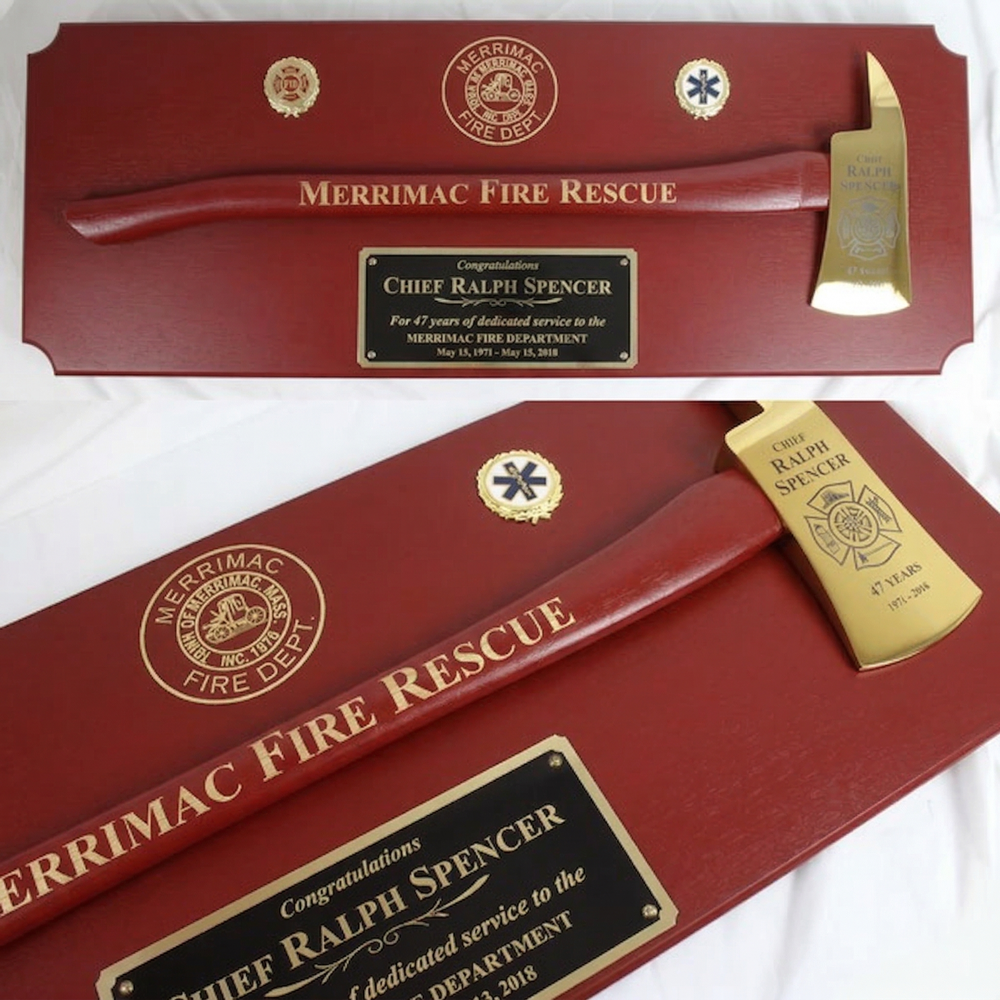 MERRIMAC
FIRE DEPT.
MERRIMAC FIRE RESCUE
CHIEF
RALPH
SPENCER
Congratulations
CHIEF RALPH SPENCER
For 47 years of dedicated service to the
MERRIMAC FIRE DEPARTMENT
May 15, 1971 - May 15, 2018
CHIEF
RALPH
SPENCER
47 YEARS
1971-2018
MERRIMAC
OF MERRIMAC, MASS.
INC. 1876
FIRE DEPT.
ERRIMAC FIRE RESCUE
Congratulations
CHIEF RALPH SPENCER
f dedicated service to the
DEPARTMENT
2018